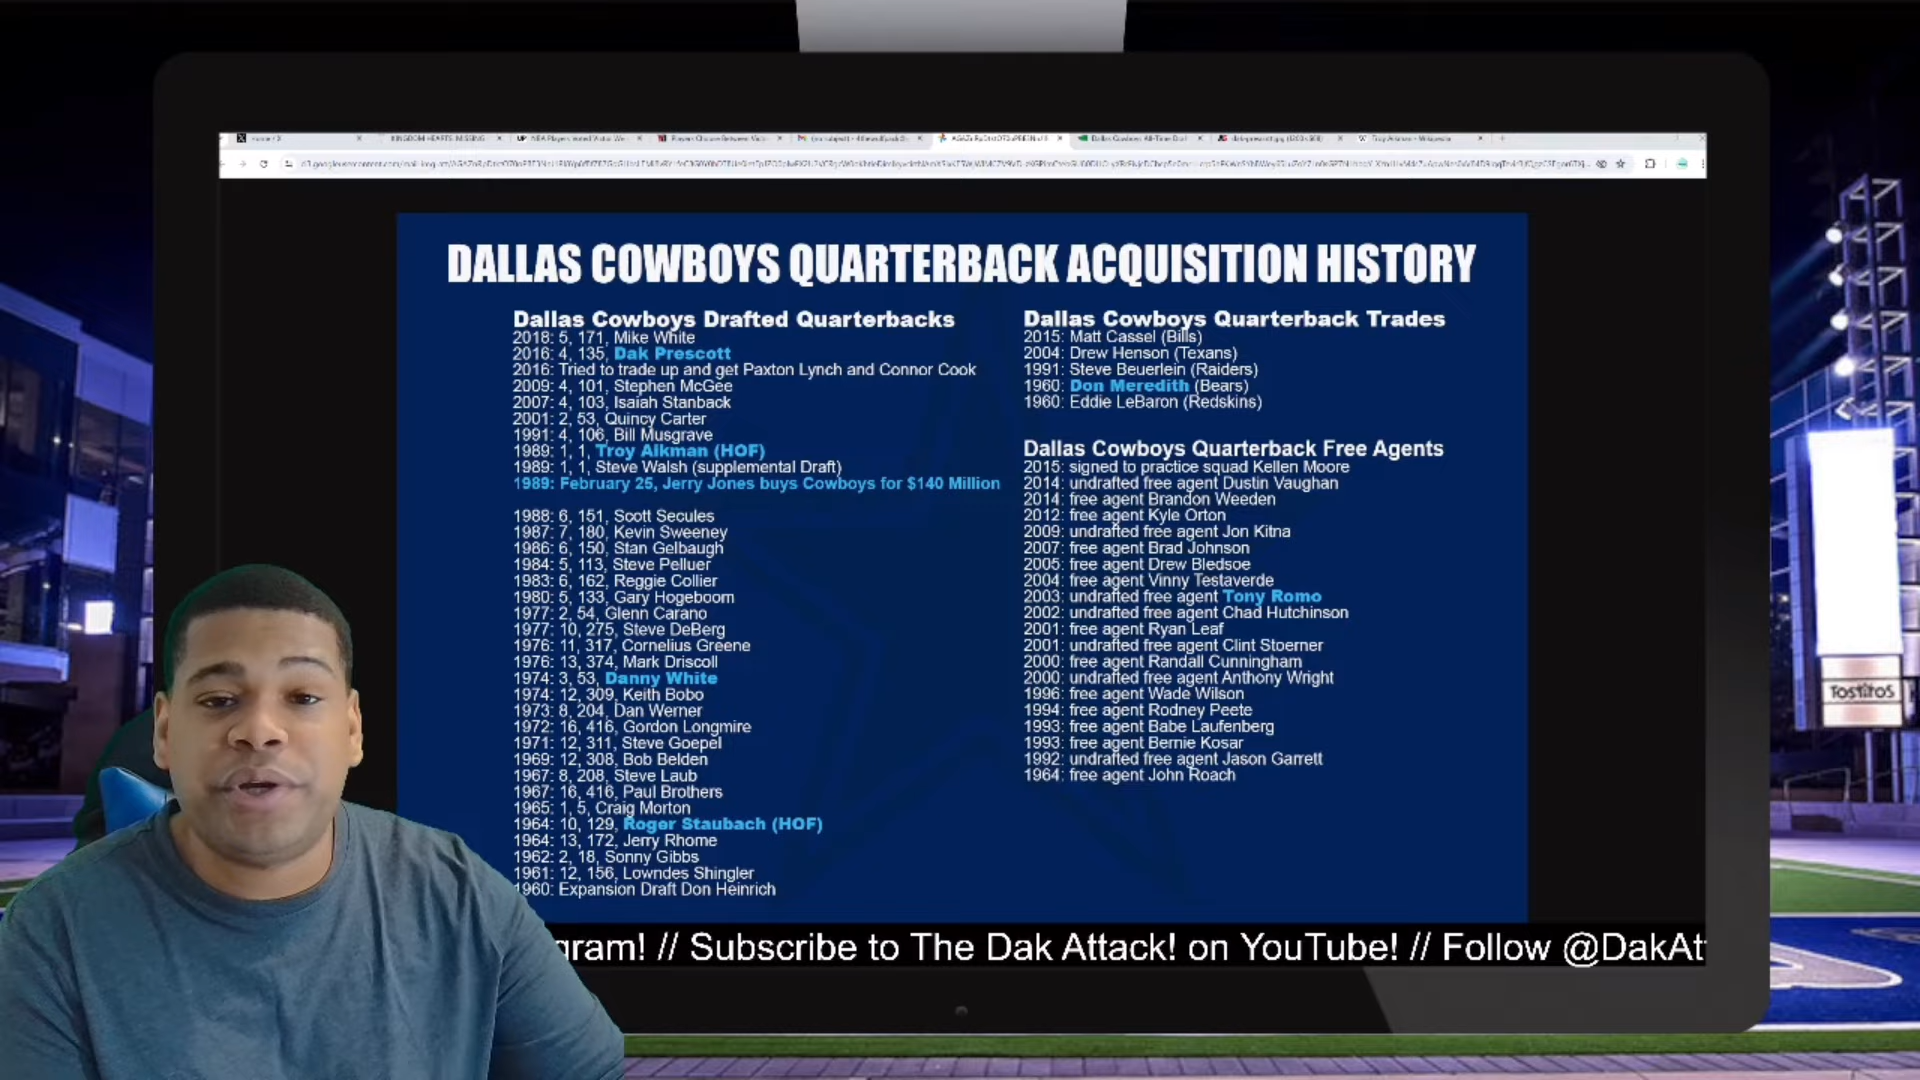 KINGDOM HEARTS MISSING
NBA Players Voted Victor We
Dallas Cowboys All-Time Draf
Troy Aikman - Wikipedia
DALLAS COWBOYS QUARTERBACK ACQUISITION HISTORY
Dallas Cowboys Drafted Quarterbacks
2018: 5, 171, Mike White
2016: 4, 135, Dak Prescott
2016: Tried to trade up and get Paxton Lynch and Connor Cook
2009: 4, 101, Stephen McGee
2007: 4, 103, Isaiah Stanback
2001: 2, 53, Quincy Carter
1991: 4, 106, Bill Musgrave
1989: 1, 1, Troy Aikman (HOF)
1989: 1, 1, Steve Walsh (supplemental Draft)
1989: February 25, Jerry Jones buys Cowboys for $140 Million
1988: 6, 151, Scott Secules
1987: 7, 180, Kevin Sweeney
1986: 6, 150, Stan Gelbaugh
1984: 5, 113, Steve Pelluer
1983: 6, 162, Reggie Collier
1980: 5, 133, Gary Hogeboom
1977: 2, 54, Glenn Carano
1977: 10, 275, Steve DeBerg
1976: 11, 317, Cornelius Greene
1976: 13, 374, Mark Driscoll
1974: 3, 53, Danny White
1974: 12, 309, Keith Bobo
1973: 8, 204, Dan Werner
1972: 16, 416, Gordon Longmire
1971: 12, 311, Steve Goepel
1969: 12, 308, Bob Belden
1967: 8, 208, Steve Laub
1967: 16, 416, Paul Brothers
1965: 1, 5, Craig Morton
1964: 10, 129, Roger Staubach (HOF)
1964: 13, 172, Jerry Rhome
1962: 2, 18, Sonny Gibbs
1961: 12, 156, Lowndes Shingler
1960: Expansion Draft Don Heinrich
Dallas Cowboys Quarterback Trades
2015: Matt Cassel (Bills)
2004: Drew Henson (Texans)
1991: Steve Beuerlein (Raiders)
1960: Don Meredith (Bears)
1960: Eddie LeBaron (Redskins)
Dallas Cowboys Quarterback Free Agents
2015: signed to practice squad Kellen Moore
2014: undrafted free agent Dustin Vaughan
2014: free agent Brandon Weeden
2012: free agent Kyle Orton
2009: undrafted free agent Jon Kitna
2007: free agent Brad Johnson
2005: free agent Drew Bledsoe
2004: free agent Vinny Testaverde
2003: undrafted free agent Tony Romo
2002: undrafted free agent Chad Hutchinson
2001: free agent Ryan Leaf
2001: undrafted free agent Clint Stoerner
2000: free agent Randall Cunningham
2000: undrafted free agent Anthony Wright
1996: free agent Wade Wilson
1994: free agent Rodney Peete
1993: free agent Babe Laufenberg
1993: free agent Bernie Kosar
1992: undrafted free agent Jason Garrett
1964: free agent John Roach
gram! // Subscribe to The Dak Attack! on YouTube! // Follow @DakAt
TOSTITOS